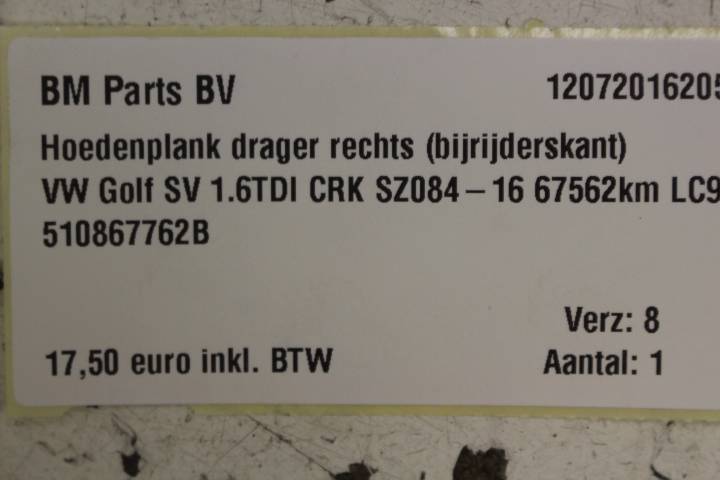 BM Parts BV 12072016205
Hoedenplank drager rechts (bijrijderskant)
VW Golf SV 1.6TDI CRK SZ084 – 16 67562km LC9
510867762B
Verz: 8
17,50 euro inkl. BTW Aantal: 1